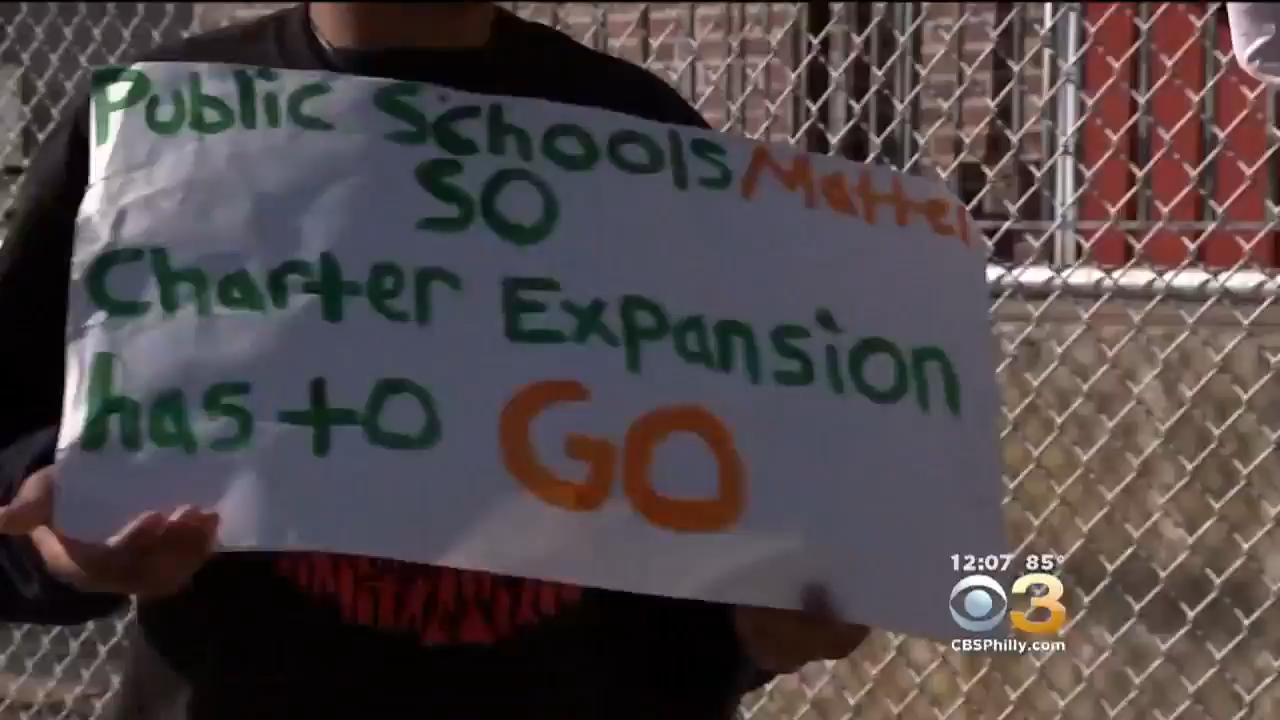 Public Schools Matter
SO
Charter Expansion
has to GO
12:07 85°
3
CBSPhilly.com